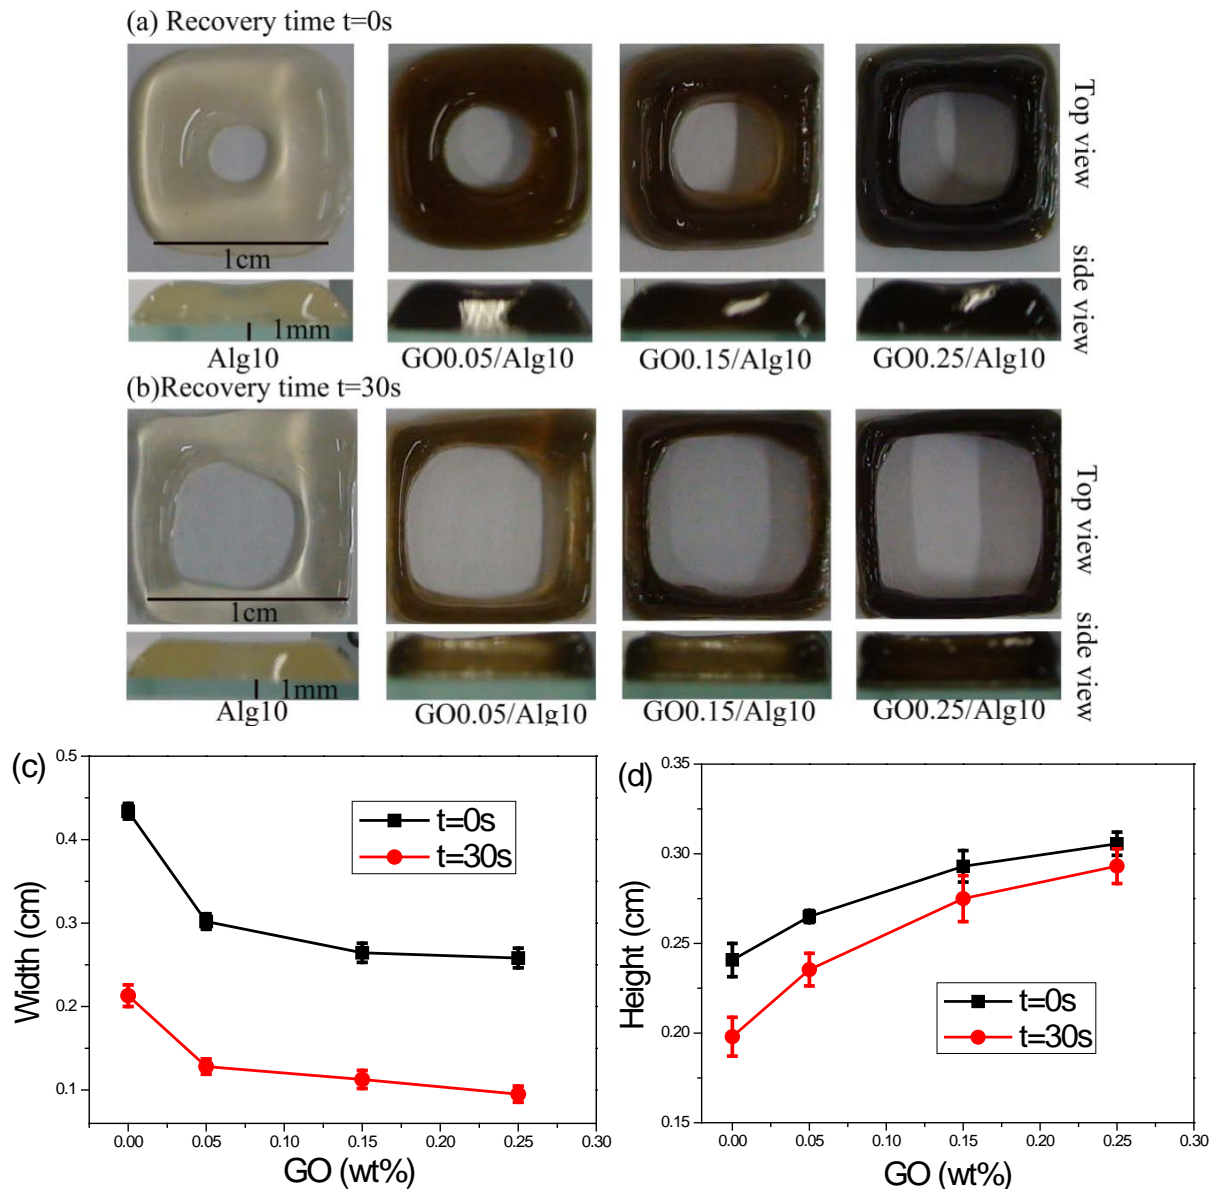 (a) Recovery time t=0s
1cm
Top view
1mm
side view
Alg10 GO0.05/Alg10 GO0.15/Alg10 GO0.25/Alg10
(b)Recovery time t=30s
1cm
Top view
1mm
side view
Alg10 GO0.05/Alg10 GO0.15/Alg10 GO0.25/Alg10
(c)
0.5
0.4
0.3
0.2
0.1
Width (cm)
t=0s
t=30s
0.00 0.05 0.10 0.15 0.20 0.25 0.30
GO (wt%)
(d)
0.35
0.30
0.25
0.20
0.15
Height (cm)
t=0s
t=30s
0.00 0.05 0.10 0.15 0.20 0.25 0.30
GO (wt%)